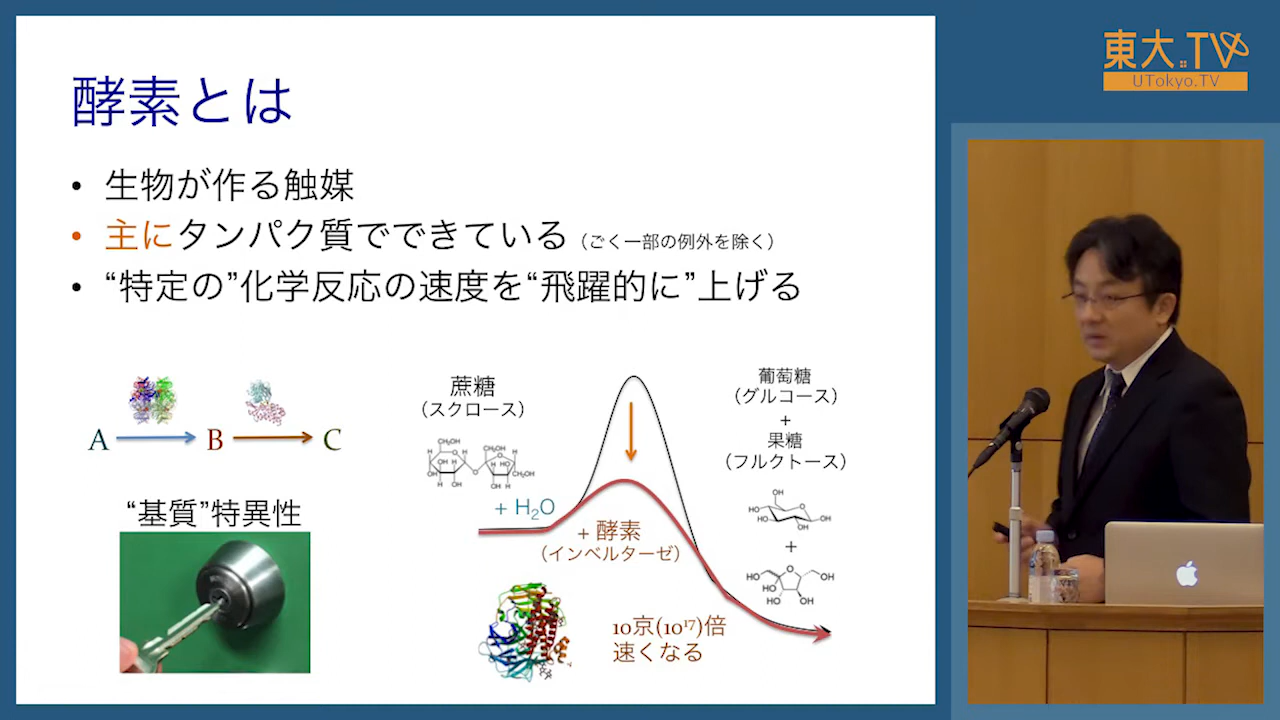 酵素とは
• 生物が作る触媒
• 主にタンパク質でできている（ごく一部の例外を除く）
• “特定の”化学反応の速度を“飛躍的に”上げる
A
B
C
“基質”特異性
蔗糖
（スクロース）
+ H₂O
+ 酵素
（インベルターゼ）
10京(10¹⁷)倍
速くなる
葡萄糖
（グルコース）
+
果糖
（フルクトース）
+
東大.TV
UTokyo.TV